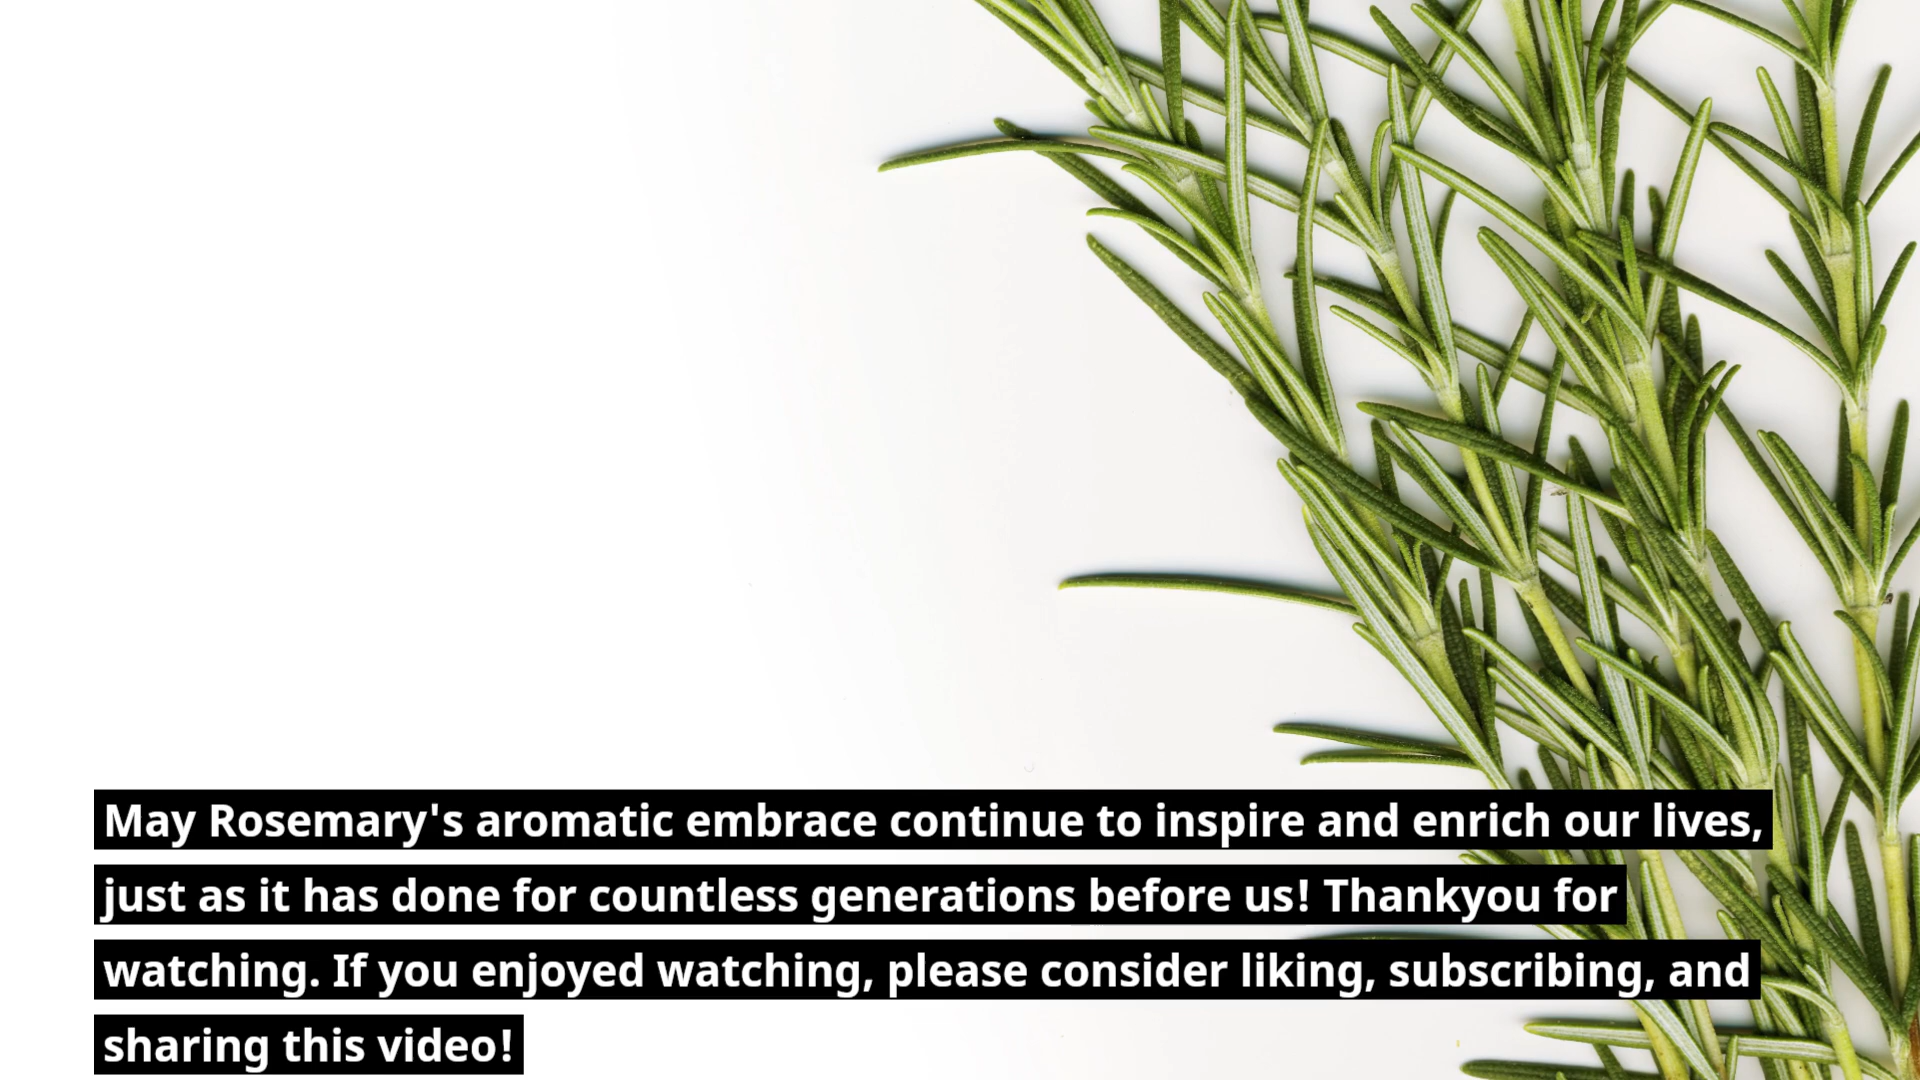 May Rosemary's aromatic embrace continue to inspire and enrich our lives,
just as it has done for countless generations before us! Thankyou for
watching. If you enjoyed watching, please consider liking, subscribing, and
sharing this video!